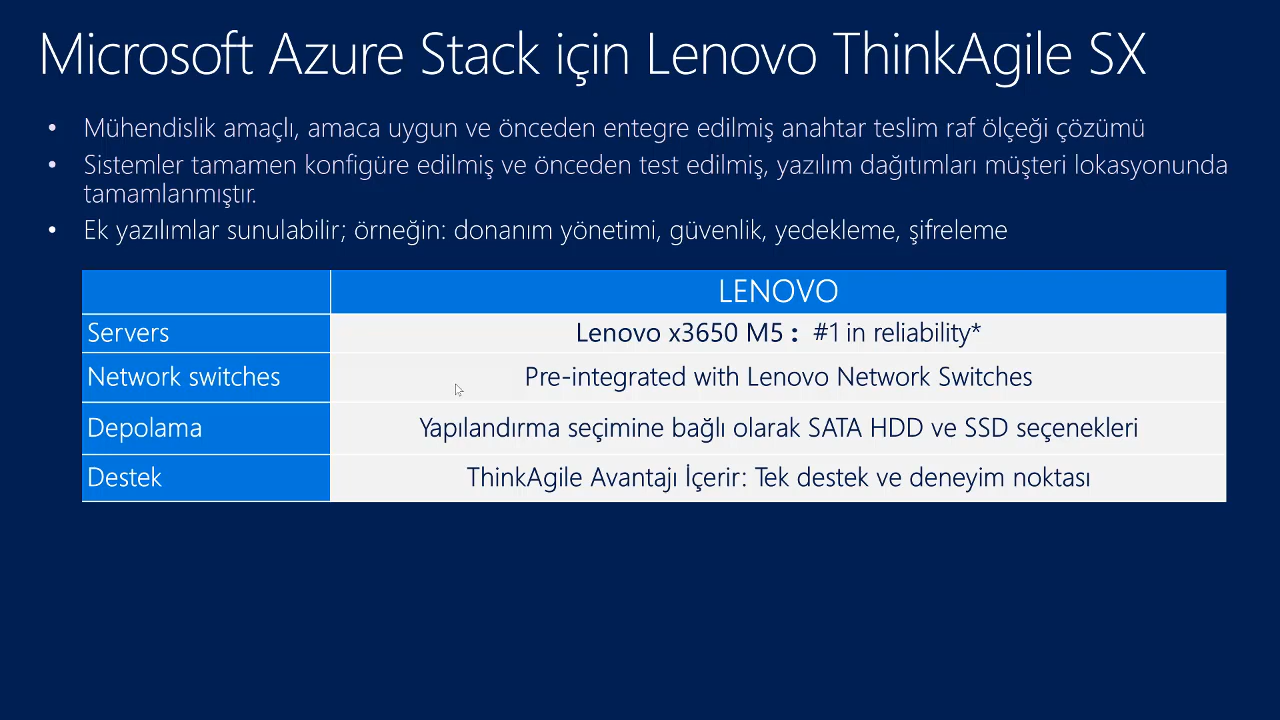 Microsoft Azure Stack için Lenovo ThinkAgile SX
• Mühendislik amaçlı, amaca uygun ve önceden entegre edilmiş anahtar teslim raf ölçeği çözümü
• Sistemler tamamen konfigüre edilmiş ve önceden test edilmiş, yazılım dağıtımları müşteri lokasyonunda
tamamlanmıştır.
• Ek yazılımlar sunulabilir; örneğin: donanım yönetimi, güvenlik, yedekleme, şifreleme
LENOVO
Servers Lenovo x3650 M5 : #1 in reliability*
Network switches Pre-integrated with Lenovo Network Switches
Depolama Yapılandırma seçimine bağlı olarak SATA HDD ve SSD seçenekleri
Destek ThinkAgile Avantajı İçerir: Tek destek ve deneyim noktası